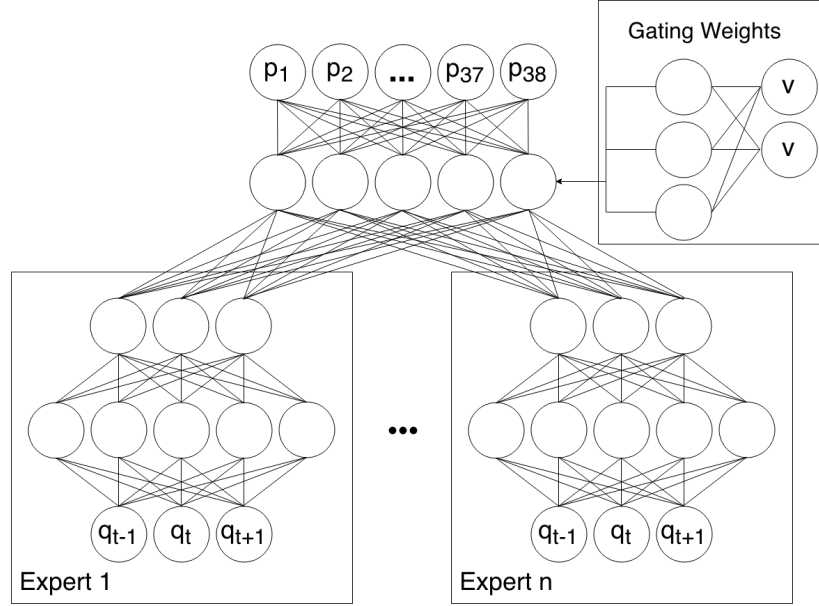 Gating Weights
p1 p2 ... p37 p38
v
v
...
qt-1 qt qt+1 qt-1 qt qt+1
Expert 1 Expert n